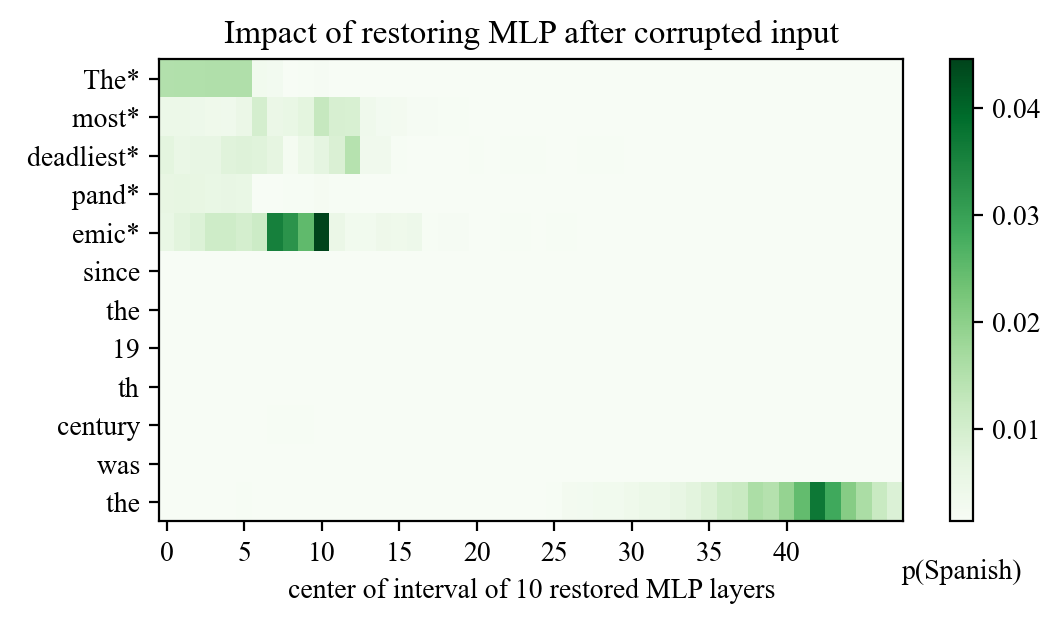 Impact of restoring MLP after corrupted input
The*
most*
deadliest*
pand*
emic*
since
the
19
th
century
was
the
0 5 10 15 20 25 30 35 40
center of interval of 10 restored MLP layers
0.04
0.03
0.02
0.01
p(Spanish)